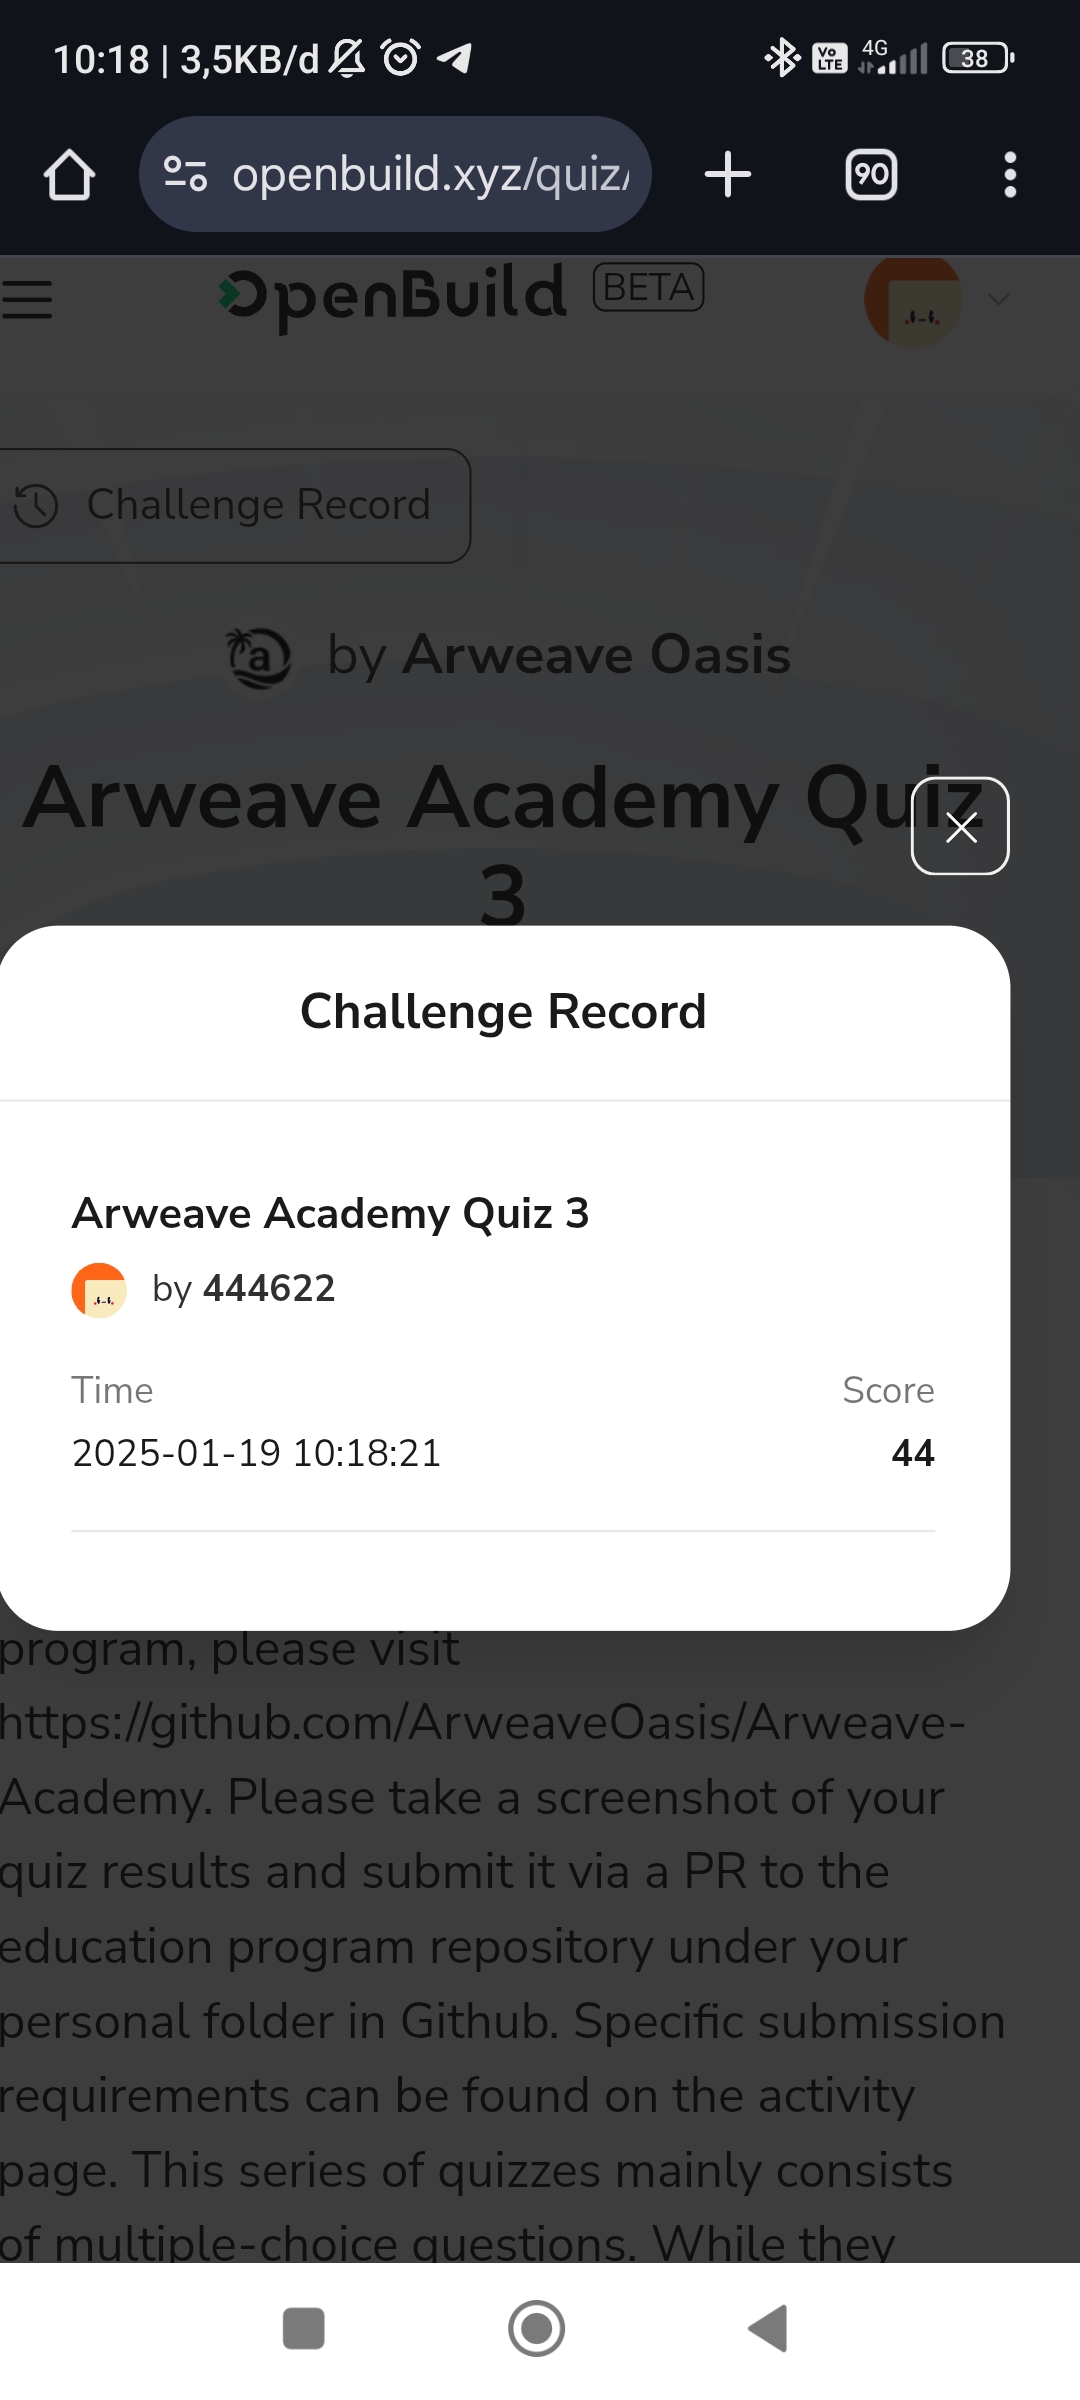 10:18 | 3,5KB/d
Vo LTE 4G 38
openbuild.xyz/quiz/
90
OpenBuild BETA
Challenge Record
a by Arweave Oasis
Arweave Academy Quiz
3
Challenge Record
Arweave Academy Quiz 3
by 444622
Time Score
2025-01-19 10:18:21 44
program, please visit
https://github.com/ArweaveOasis/Arweave-
Academy. Please take a screenshot of your
quiz results and submit it via a PR to the
education program repository under your
personal folder in Github. Specific submission
requirements can be found on the activity
page. This series of quizzes mainly consists
of multiple-choice questions. While they